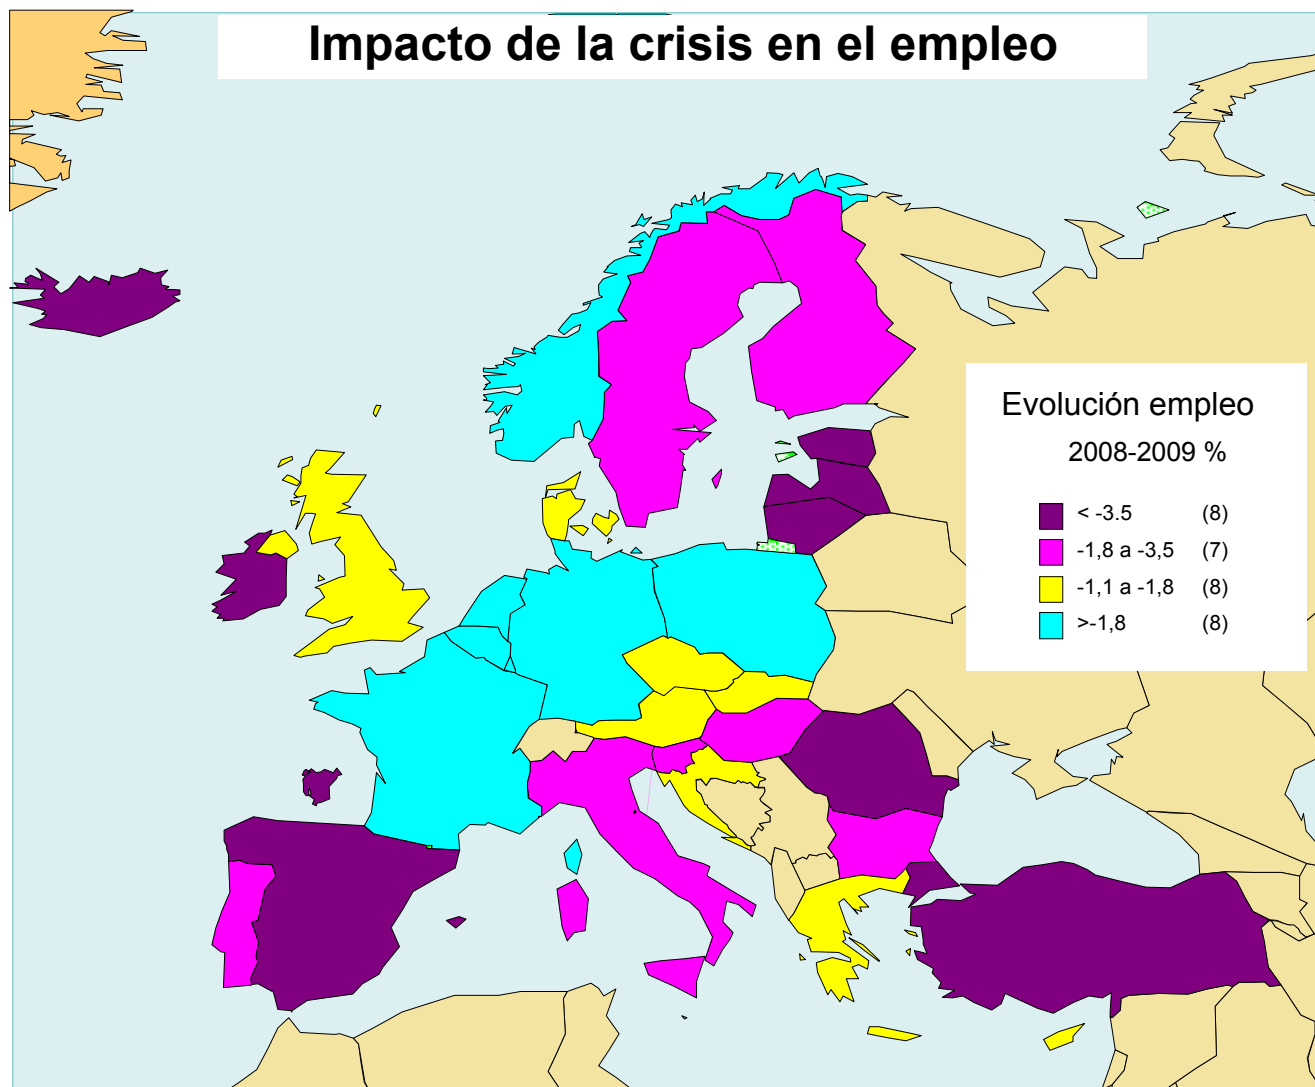 Impacto de la crisis en el empleo
Evolución empleo
2008-2009 %
< -3.5 (8)
-1,8 a -3,5 (7)
-1,1 a -1,8 (8)
>-1,8 (8)